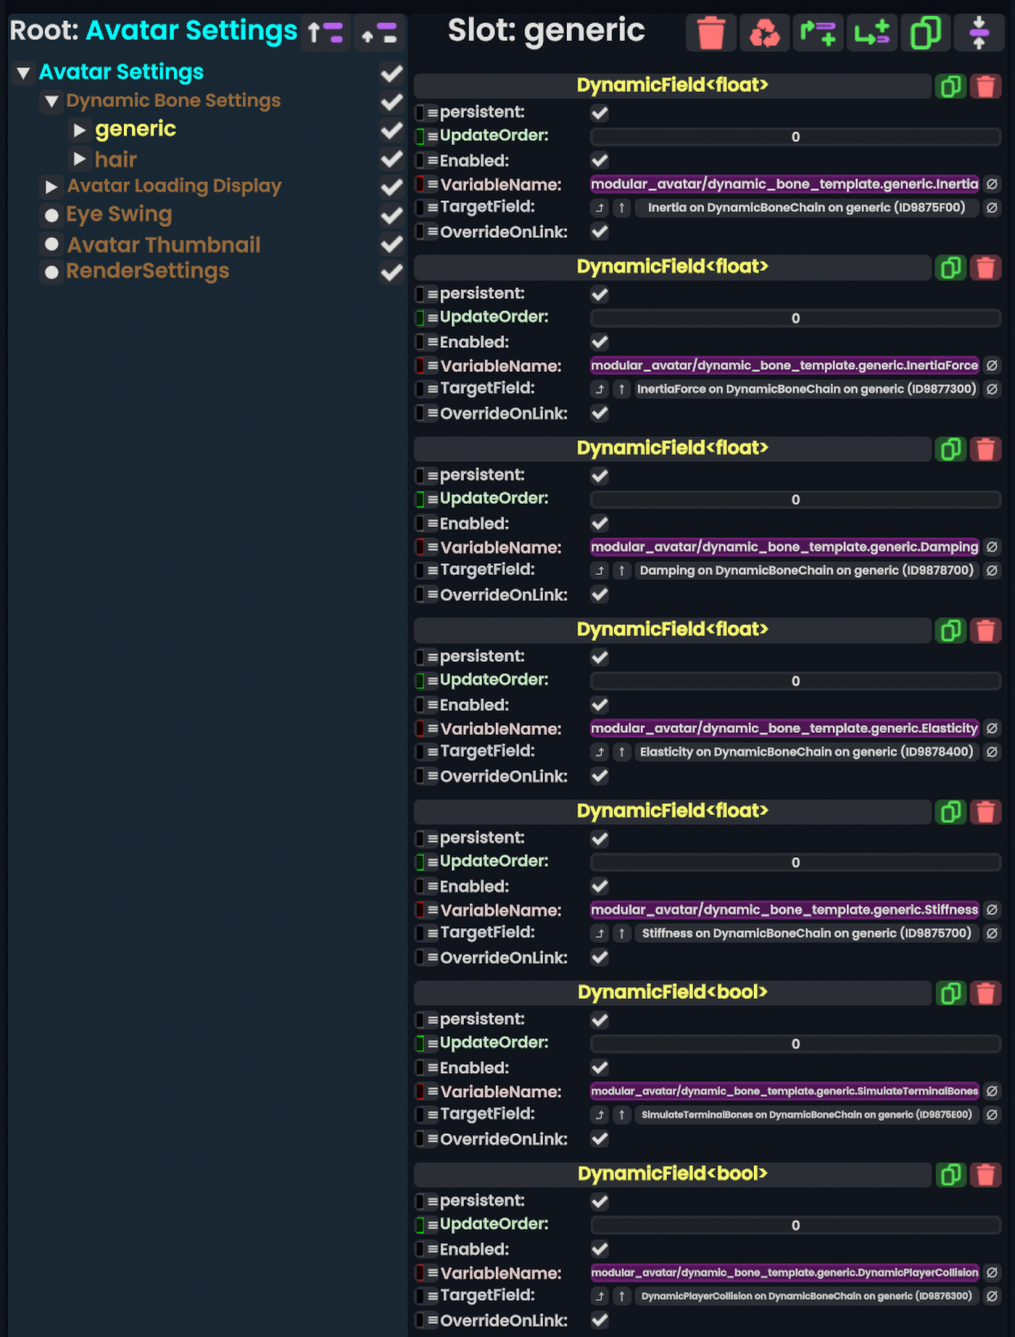 Root: Avatar Settings
Avatar Settings
Dynamic Bone Settings
generic
hair
Avatar Loading Display
Eye Swing
Avatar Thumbnail
RenderSettings
Slot: generic
DynamicField<float>
persistent:
UpdateOrder: 0
Enabled:
VariableName: modular_avatar/dynamic_bone_template.generic.Inertia
TargetField: Inertia on DynamicBoneChain on generic (ID9875F00)
OverrideOnLink:
DynamicField<float>
persistent:
UpdateOrder: 0
Enabled:
VariableName: modular_avatar/dynamic_bone_template.generic.InertiaForce
TargetField: InertiaForce on DynamicBoneChain on generic (ID9877300)
OverrideOnLink:
DynamicField<float>
persistent:
UpdateOrder: 0
Enabled:
VariableName: modular_avatar/dynamic_bone_template.generic.Damping
TargetField: Damping on DynamicBoneChain on generic (ID9878700)
OverrideOnLink:
DynamicField<float>
persistent:
UpdateOrder: 0
Enabled:
VariableName: modular_avatar/dynamic_bone_template.generic.Elasticity
TargetField: Elasticity on DynamicBoneChain on generic (ID9878400)
OverrideOnLink:
DynamicField<float>
persistent:
UpdateOrder: 0
Enabled:
VariableName: modular_avatar/dynamic_bone_template.generic.Stiffness
TargetField: Stiffness on DynamicBoneChain on generic (ID9875700)
OverrideOnLink:
DynamicField<bool>
persistent:
UpdateOrder: 0
Enabled:
VariableName: modular_avatar/dynamic_bone_template.generic.SimulateTerminalBones
TargetField: SimulateTerminalBones on DynamicBoneChain on generic (ID9875E00)
OverrideOnLink:
DynamicField<bool>
persistent:
UpdateOrder: 0
Enabled:
VariableName: modular_avatar/dynamic_bone_template.generic.DynamicPlayerCollision
TargetField: DynamicPlayerCollision on DynamicBoneChain on generic (ID9876300)
OverrideOnLink: